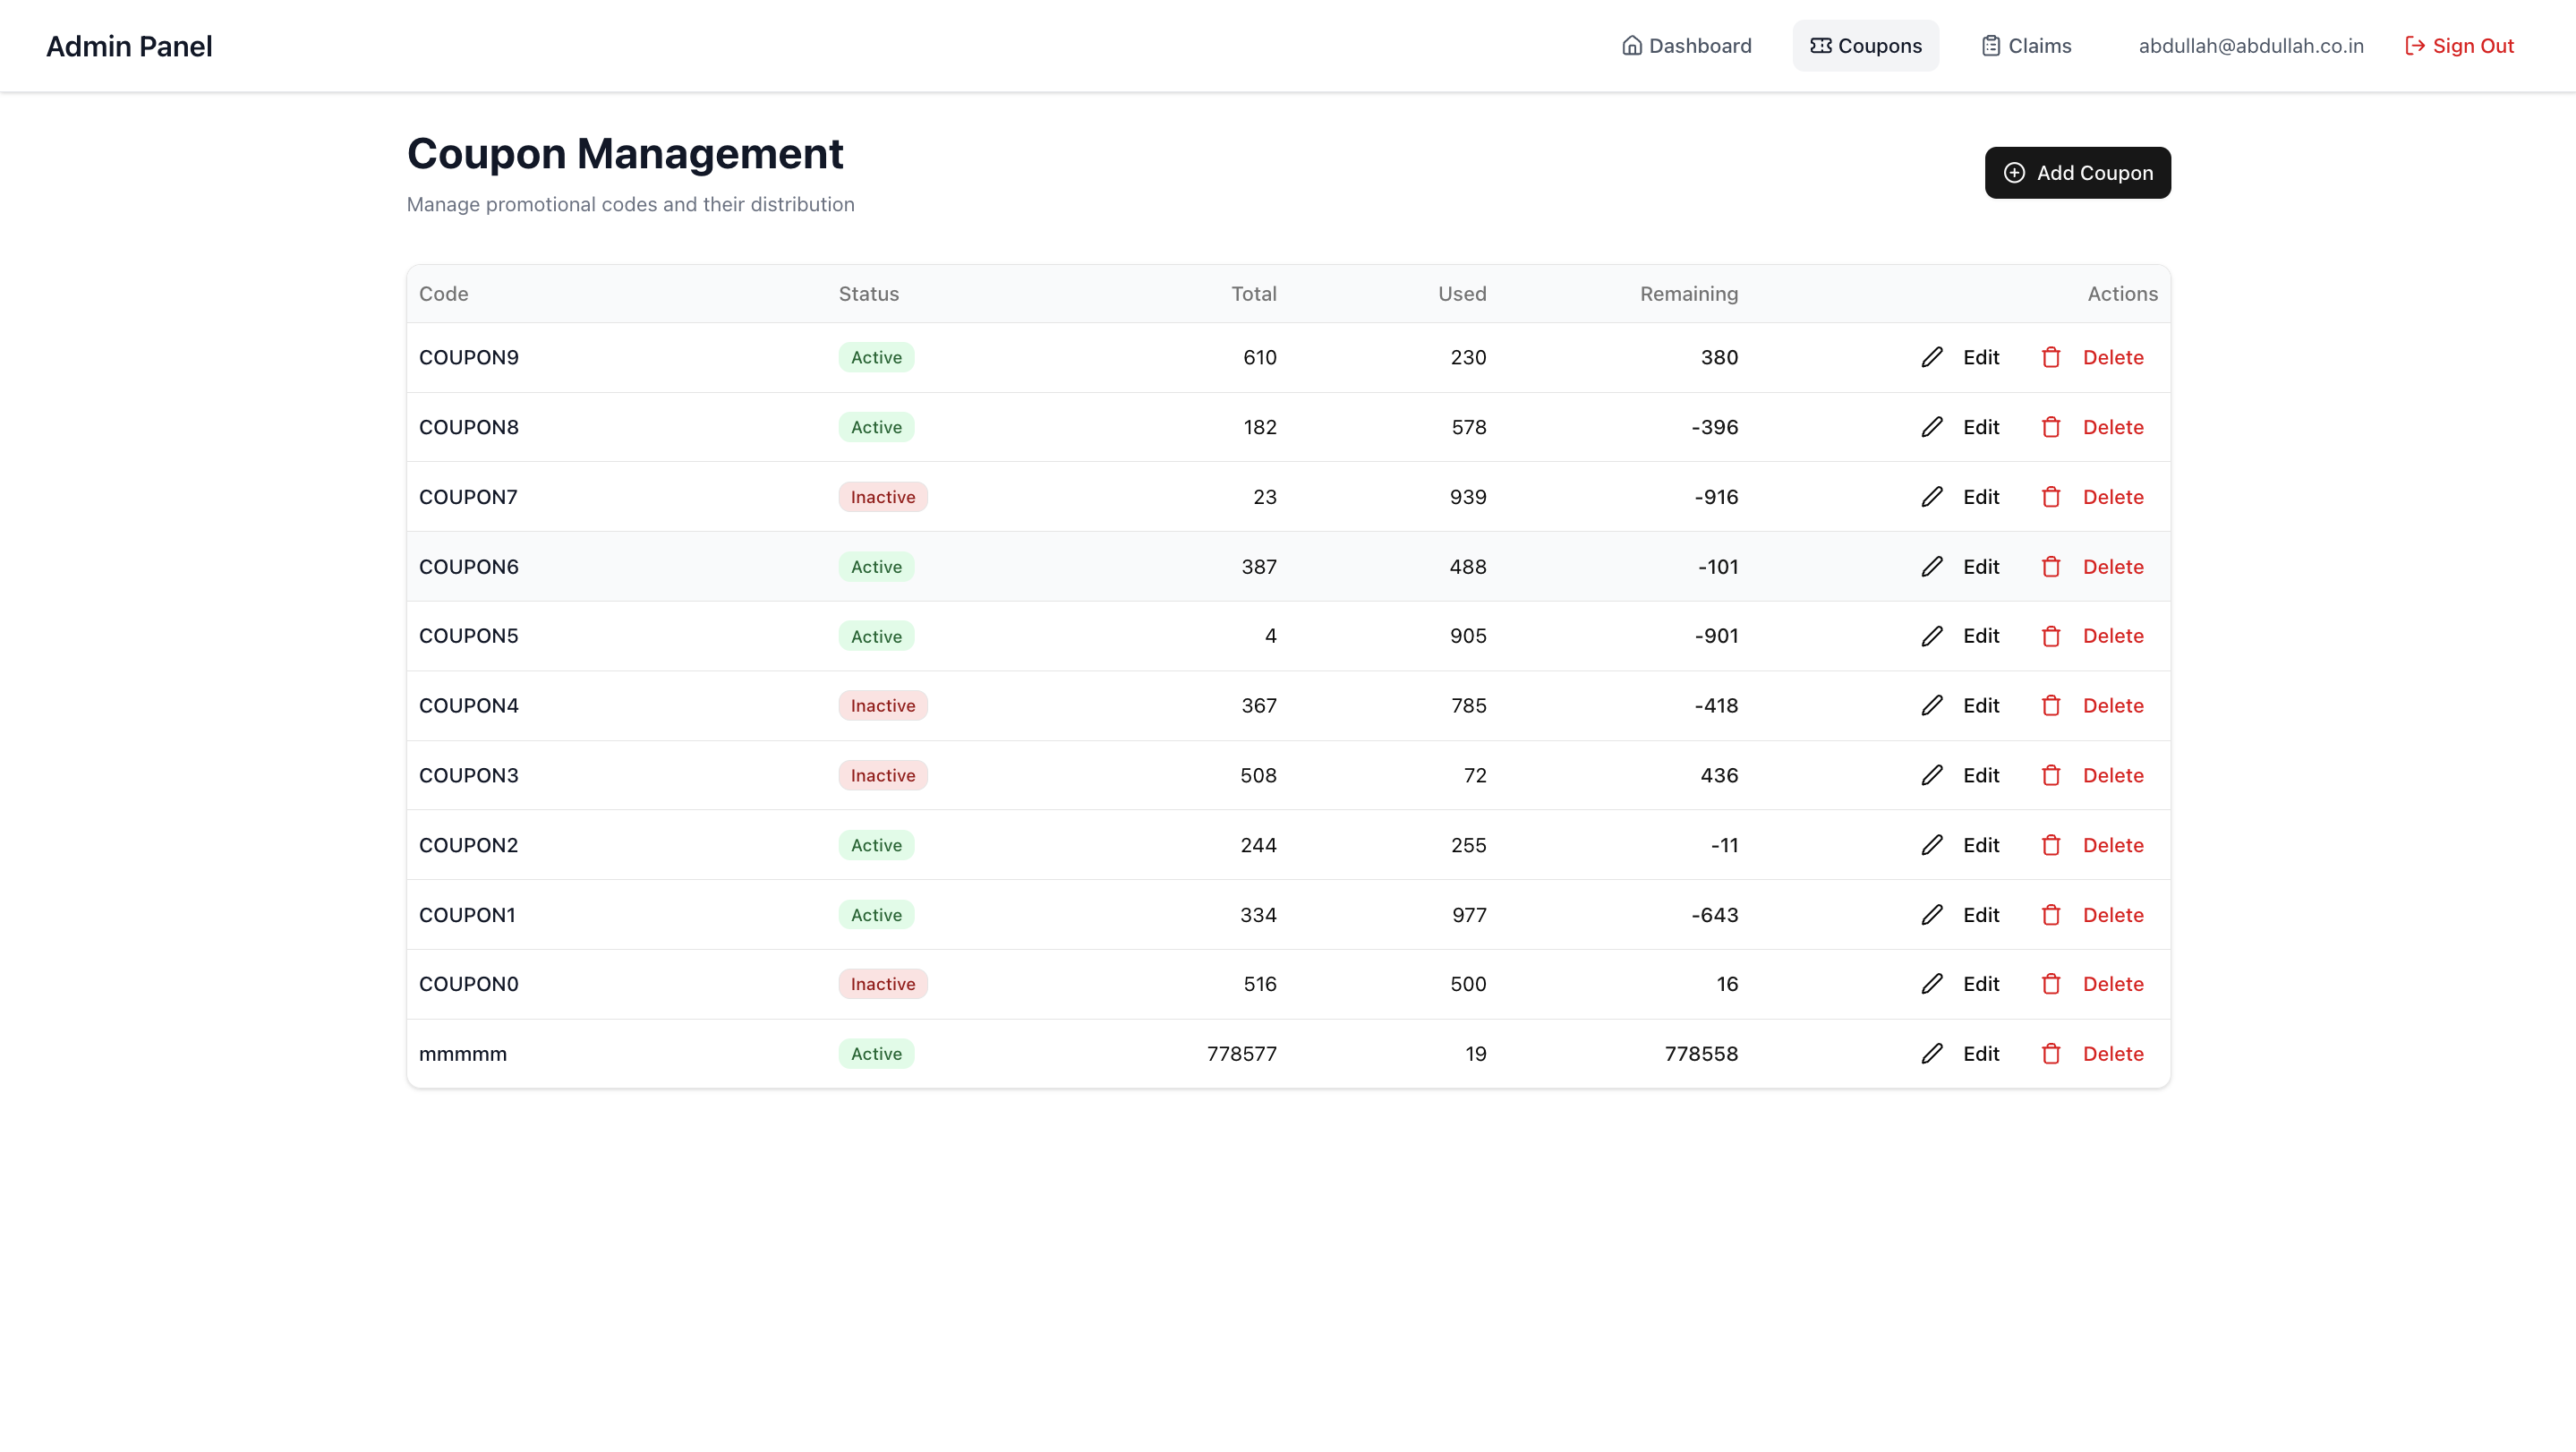 Admin Panel Dashboard Coupons Claims abdullah@abdullah.co.in Sign Out
Coupon Management
Manage promotional codes and their distribution
Add Coupon
Code Status Total Used Remaining Actions
COUPON9 Active 610 230 380 Edit Delete
COUPON8 Active 182 578 -396 Edit Delete
COUPON7 Inactive 23 939 -916 Edit Delete
COUPON6 Active 387 488 -101 Edit Delete
COUPON5 Active 4 905 -901 Edit Delete
COUPON4 Inactive 367 785 -418 Edit Delete
COUPON3 Inactive 508 72 436 Edit Delete
COUPON2 Active 244 255 -11 Edit Delete
COUPON1 Active 334 977 -643 Edit Delete
COUPON0 Inactive 516 500 16 Edit Delete
mmmmm Active 778577 19 778558 Edit Delete